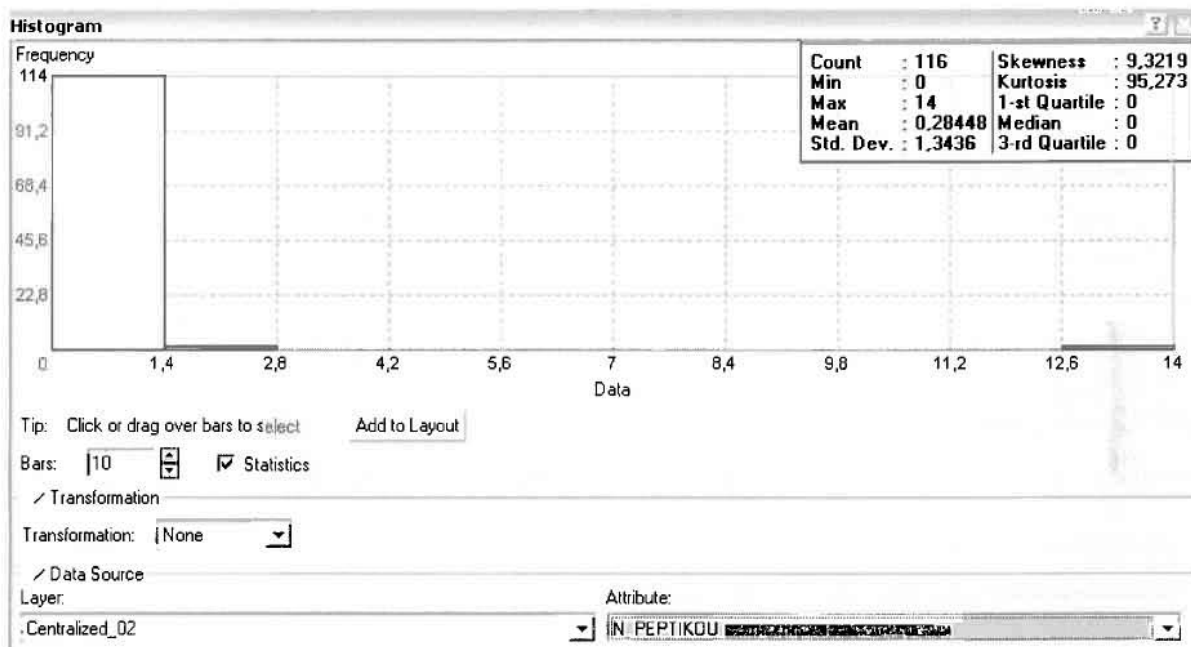 Histogram
Frequency
Count : 116 Skewness : 9,3219
Min : 0 Kurtosis : 95,273
Max : 14 1-st Quartile : 0
Mean : 0,28448 Median : 0
Std. Dev. : 1,3436 3-rd Quartile : 0
114
91,2
68,4
45,6
22,8
0 1,4 2,8 4,2 5,6 7 8,4 9,8 11,2 12,6 14
Data
Tip: Click or drag over bars to select Add to Layout
Bars: 10 Statistics
Transformation
Transformation: None
Data Source
Layer: Attribute:
Centralized_02 N_PEPTIKOU